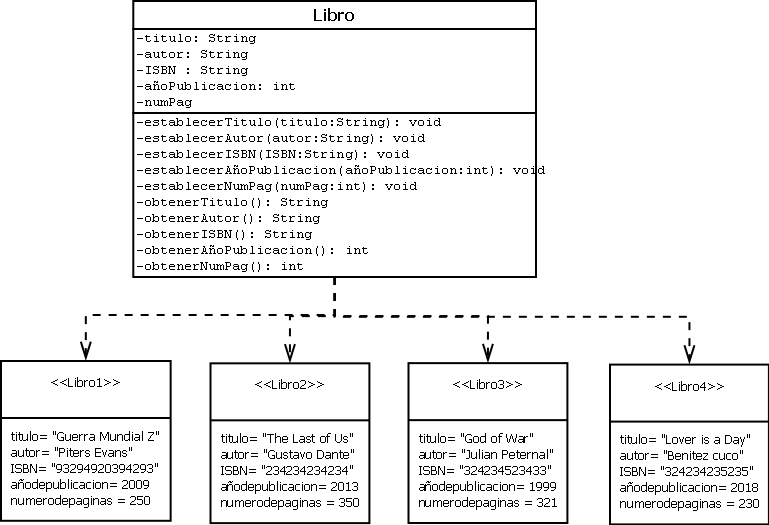 Libro
-titulo: String
-autor: String
-ISBN : String
-añoPublicacion: int
-numPag
-establecerTitulo(titulo:String): void
-establecerAutor(autor:String): void
-establecerISBN(ISBN:String): void
-establecerAñoPublicacion(añoPublicacion:int): void
-establecerNumPag(numPag:int): void
-obtenerTitulo(): String
-obtenerAutor(): String
-obtenerISBN(): String
-obtenerAñoPublicacion(): int
-obtenerNumPag(): int
<<Libro1>>
titulo= "Guerra Mundial Z"
autor= "Piters Evans"
ISBN= "93294920394293"
añodepublicacion= 2009
numerodepaginas = 250
<<Libro2>>
titulo= "The Last of Us"
autor= "Gustavo Dante"
ISBN= "234234234234"
añodepublicacion= 2013
numerodepaginas = 350
<<Libro3>>
titulo= "God of War"
autor= "Julian Peternal"
ISBN= "324234523433"
añodepublicacion= 1999
numerodepaginas = 321
<<Libro4>>
titulo= "Lover is a Day"
autor= "Benitez cuco"
ISBN= "324234235235"
añodepublicacion= 2018
numerodepaginas = 230